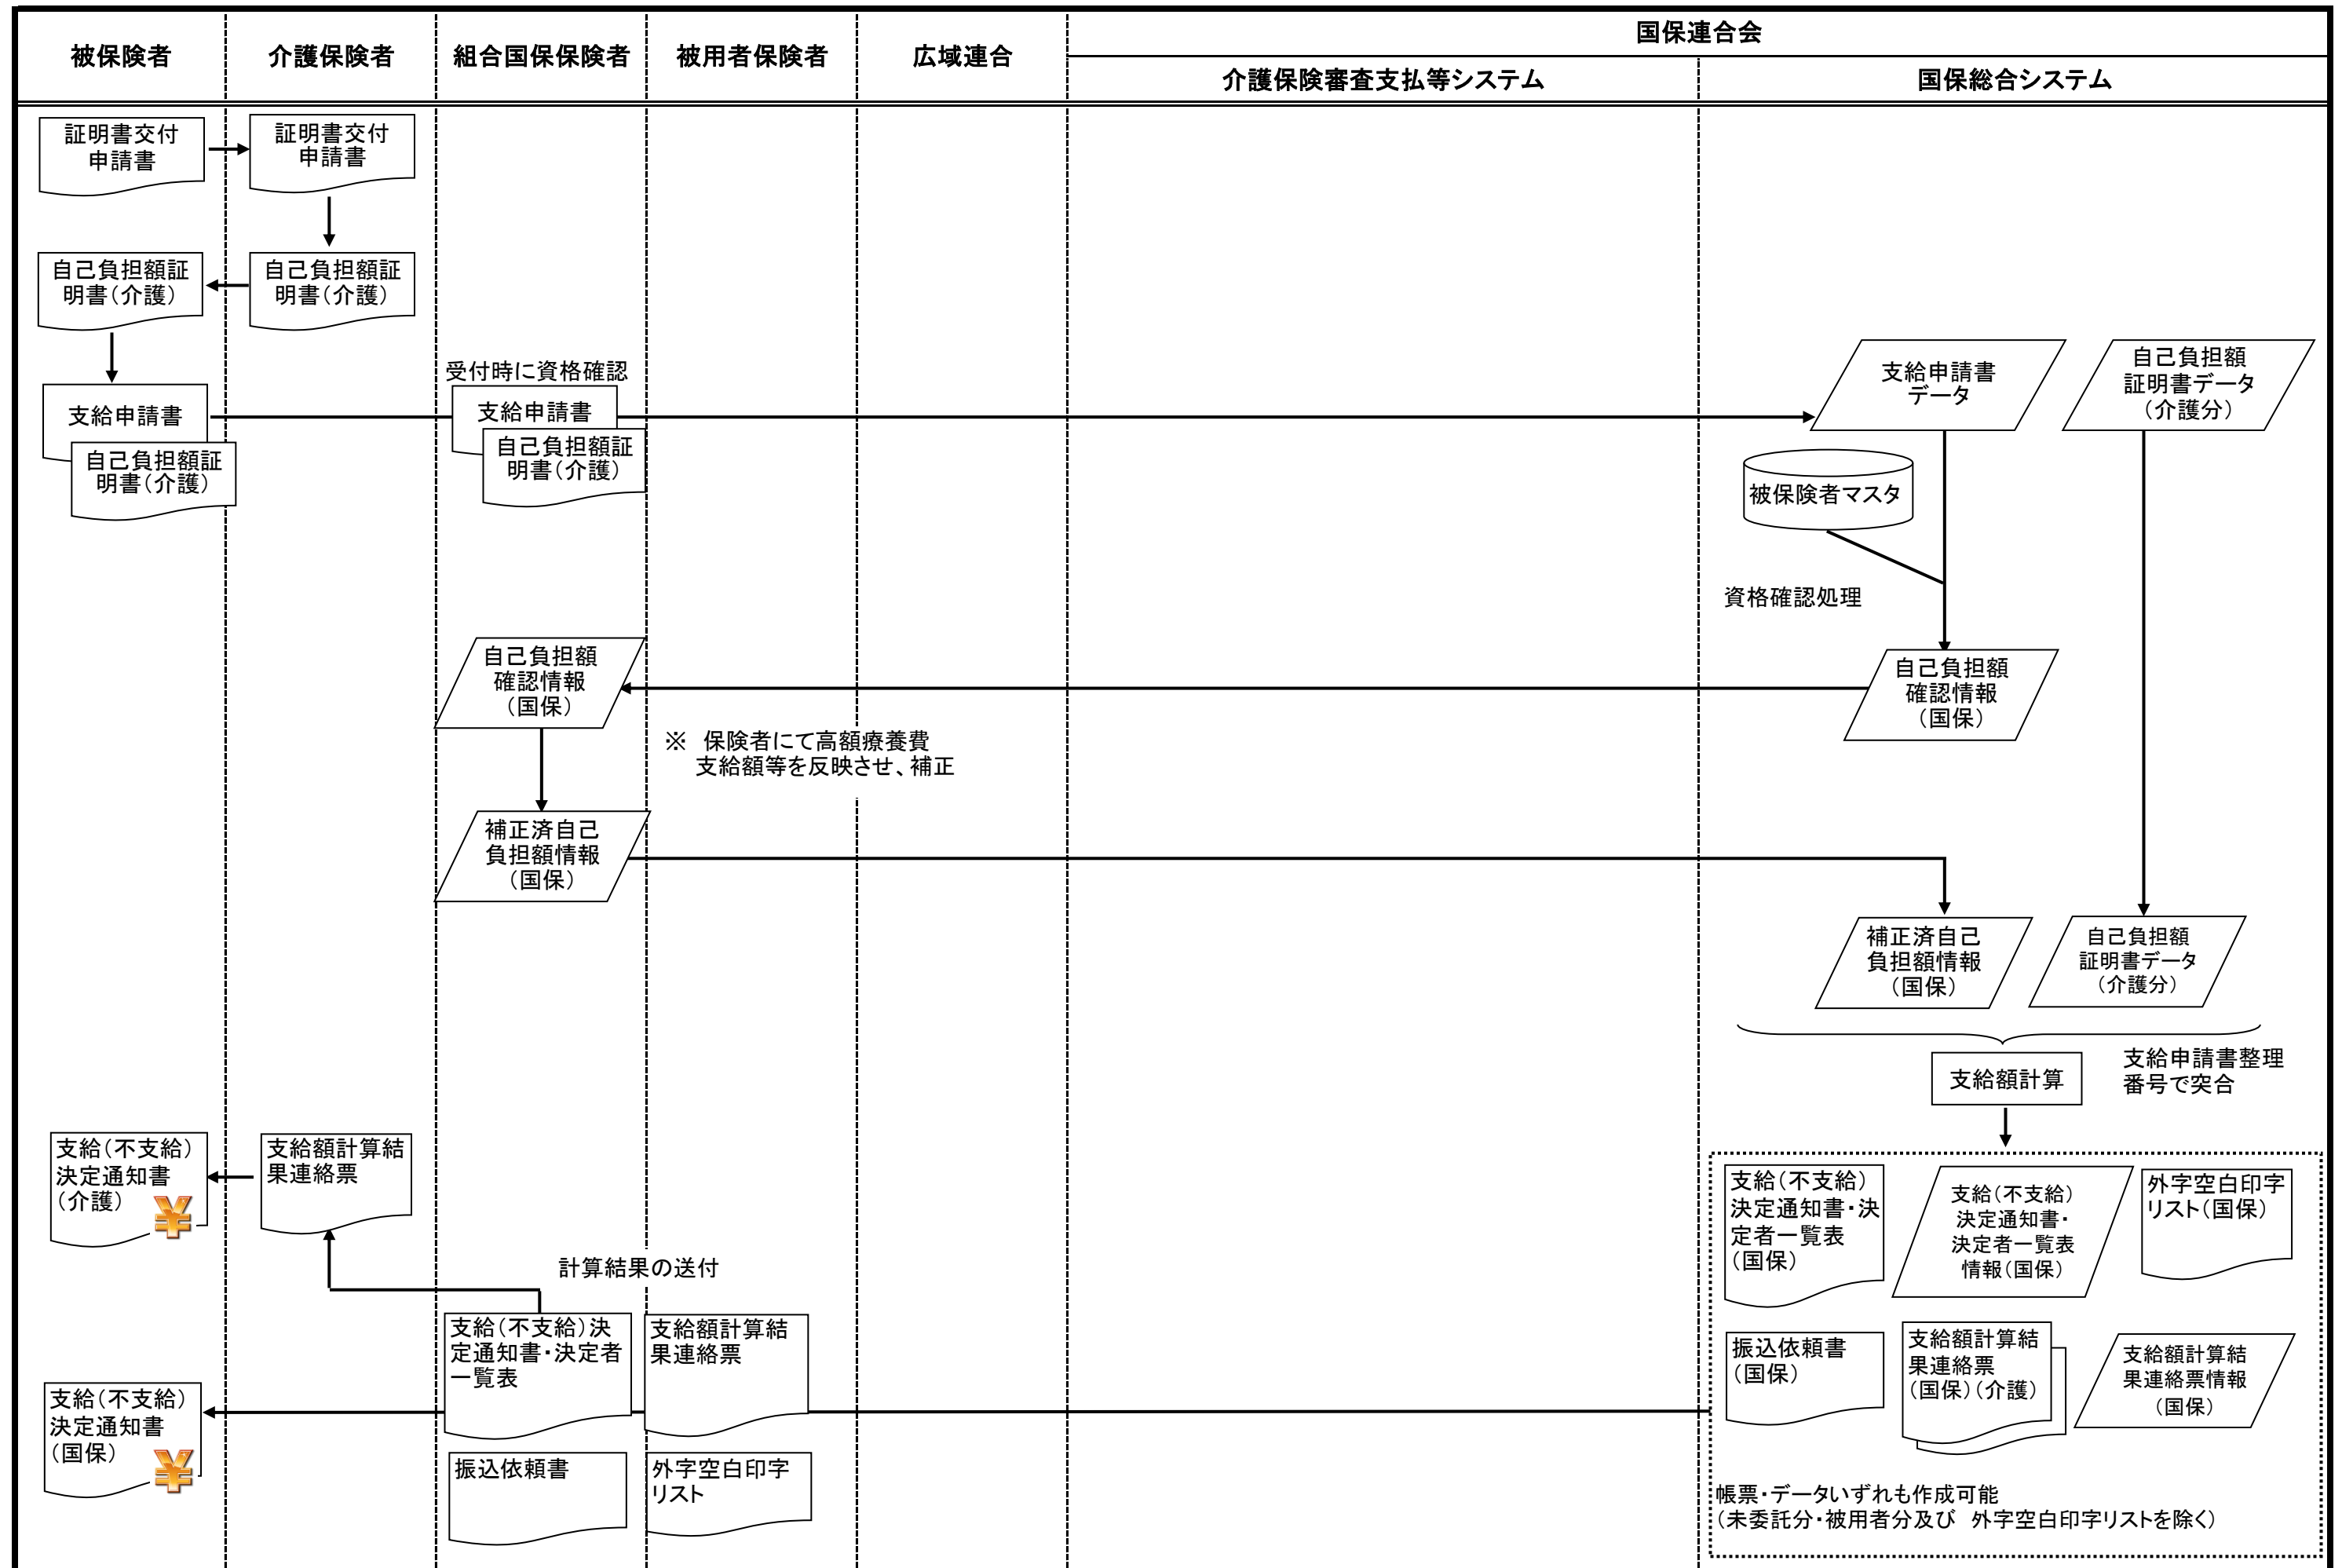 被保険者
介護保険者
組合国保保険者
被用者保険者
広域連合
国保連合会
介護保険審査支払等システム
国保総合システム
証明書交付
申請書
証明書交付
申請書
自己負担額証
明書（介護）
自己負担額証
明書（介護）
支給申請書
自己負担額証
明書（介護）
受付時に資格確認
支給申請書
自己負担額証
明書（介護）
支給申請書
データ
自己負担額
証明書データ
（介護分）
被保険者マスタ
資格確認処理
自己負担額
確認情報
（国保）
自己負担額
確認情報
（国保）
※　保険者にて高額療養費
支給額等を反映させ、補正
補正済自己
負担額情報
（国保）
補正済自己
負担額情報
（国保）
自己負担額
証明書データ
（介護分）
支給額計算
支給申請書整理
番号で突合
支給（不支給）
決定通知書
（介護）
¥
支給額計算結
果連絡票
計算結果の送付
支給（不支給）決
定通知書・決定者
一覧表
支給額計算結
果連絡票
支給（不支給）
決定通知書
（国保）
¥
振込依頼書
外字空白印字
リスト
支給（不支給）
決定通知書・決
定者一覧表
（国保）
支給（不支給）
決定通知書・
決定者一覧表
情報（国保）
外字空白印字
リスト（国保）
振込依頼書
（国保）
支給額計算結
果連絡票
（国保）（介護）
支給額計算結
果連絡票情報
（国保）
帳票・データいずれも作成可能
（未委託分・被用者分及び　外字空白印字リストを除く）